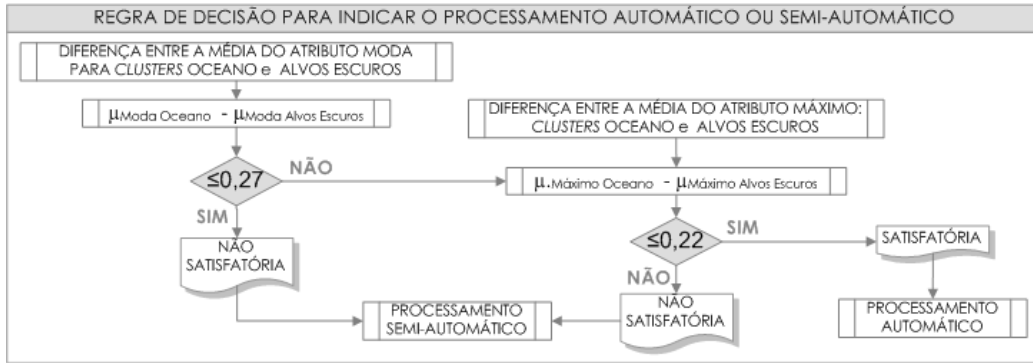 REGRA DE DECISÃO PARA INDICAR O PROCESSAMENTO AUTOMÁTICO OU SEMI-AUTOMÁTICO
DIFERENÇA ENTRE A MÉDIA DO ATRIBUTO MODA
PARA CLUSTERS OCEANO e ALVOS ESCUROS
μModa Oceano - μModa Alvos Escuros
≤0,27
NÃO
SIM
NÃO
SATISFATÓRIA
DIFERENÇA ENTRE A MÉDIA DO ATRIBUTO MÁXIMO:
CLUSTERS OCEANO e ALVOS ESCUROS
μ.Máximo Oceano - μMáximo Alvos Escuros
≤0,22
SIM
NÃO
SATISFATÓRIA
NÃO
SATISFATÓRIA
PROCESSAMENTO
SEMI-AUTOMÁTICO
PROCESSAMENTO
AUTOMÁTICO